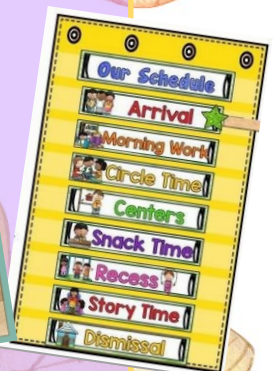 Our Schedule
Arrival
Morning Work
Circle Time
Centers
Snack Time
Recess
Story Time
Dismissal